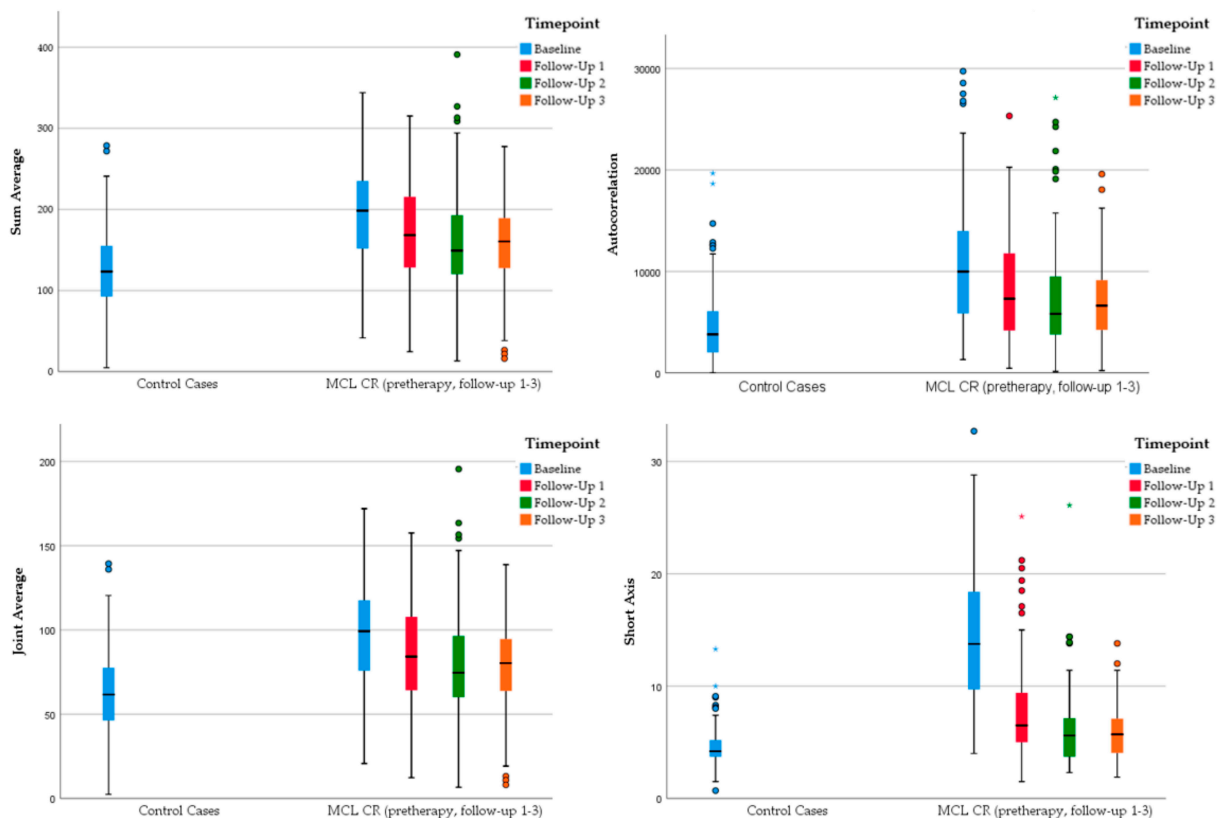 Timepoint
Baseline
Follow-Up 1
Follow-Up 2
Follow-Up 3
Sum Average
400
300
200
100
0
Control Cases
MCL CR (pretherapy, follow-up 1-3)
Timepoint
Baseline
Follow-Up 1
Follow-Up 2
Follow-Up 3
Autocorrelation
30000
20000
10000
0
Control Cases
MCL CR (pretherapy, follow-up 1-3)
Timepoint
Baseline
Follow-Up 1
Follow-Up 2
Follow-Up 3
Joint Average
200
150
100
50
0
Control Cases
MCL CR (pretherapy, follow-up 1-3)
Timepoint
Baseline
Follow-Up 1
Follow-Up 2
Follow-Up 3
Short Axis
30
20
10
0
Control Cases
MCL CR (pretherapy, follow-up 1-3)